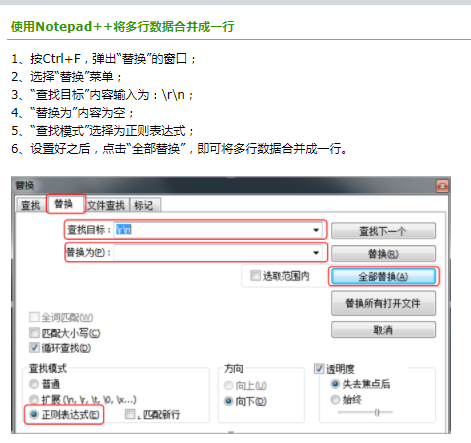 使用Notepad++将多行数据合并成一行
1、按Ctrl+F，弹出“替换”的窗口；
2、选择“替换”菜单；
3、“查找目标”内容输入为：\r\n；
4、“替换为”内容为空；
5、“查找模式”选择为正则表达式；
6、设置好之后，点击“全部替换”，即可将多行数据合并成一行。
替换
查找 替换 文件查找 标记
查找目标： \r\n 查找下一个
替换为(P)： 替换(R)
选取范围内 全部替换(A)
替换所有打开文件
全词匹配(W)
匹配大小写(C) 取消
循环查找(D)
查找模式 方向 透明度
普通 向上(U) 失去焦点后
扩展 (\n, \r, \t, \0, \x...) 向下(O) 始终
正则表达式(E) . 匹配新行